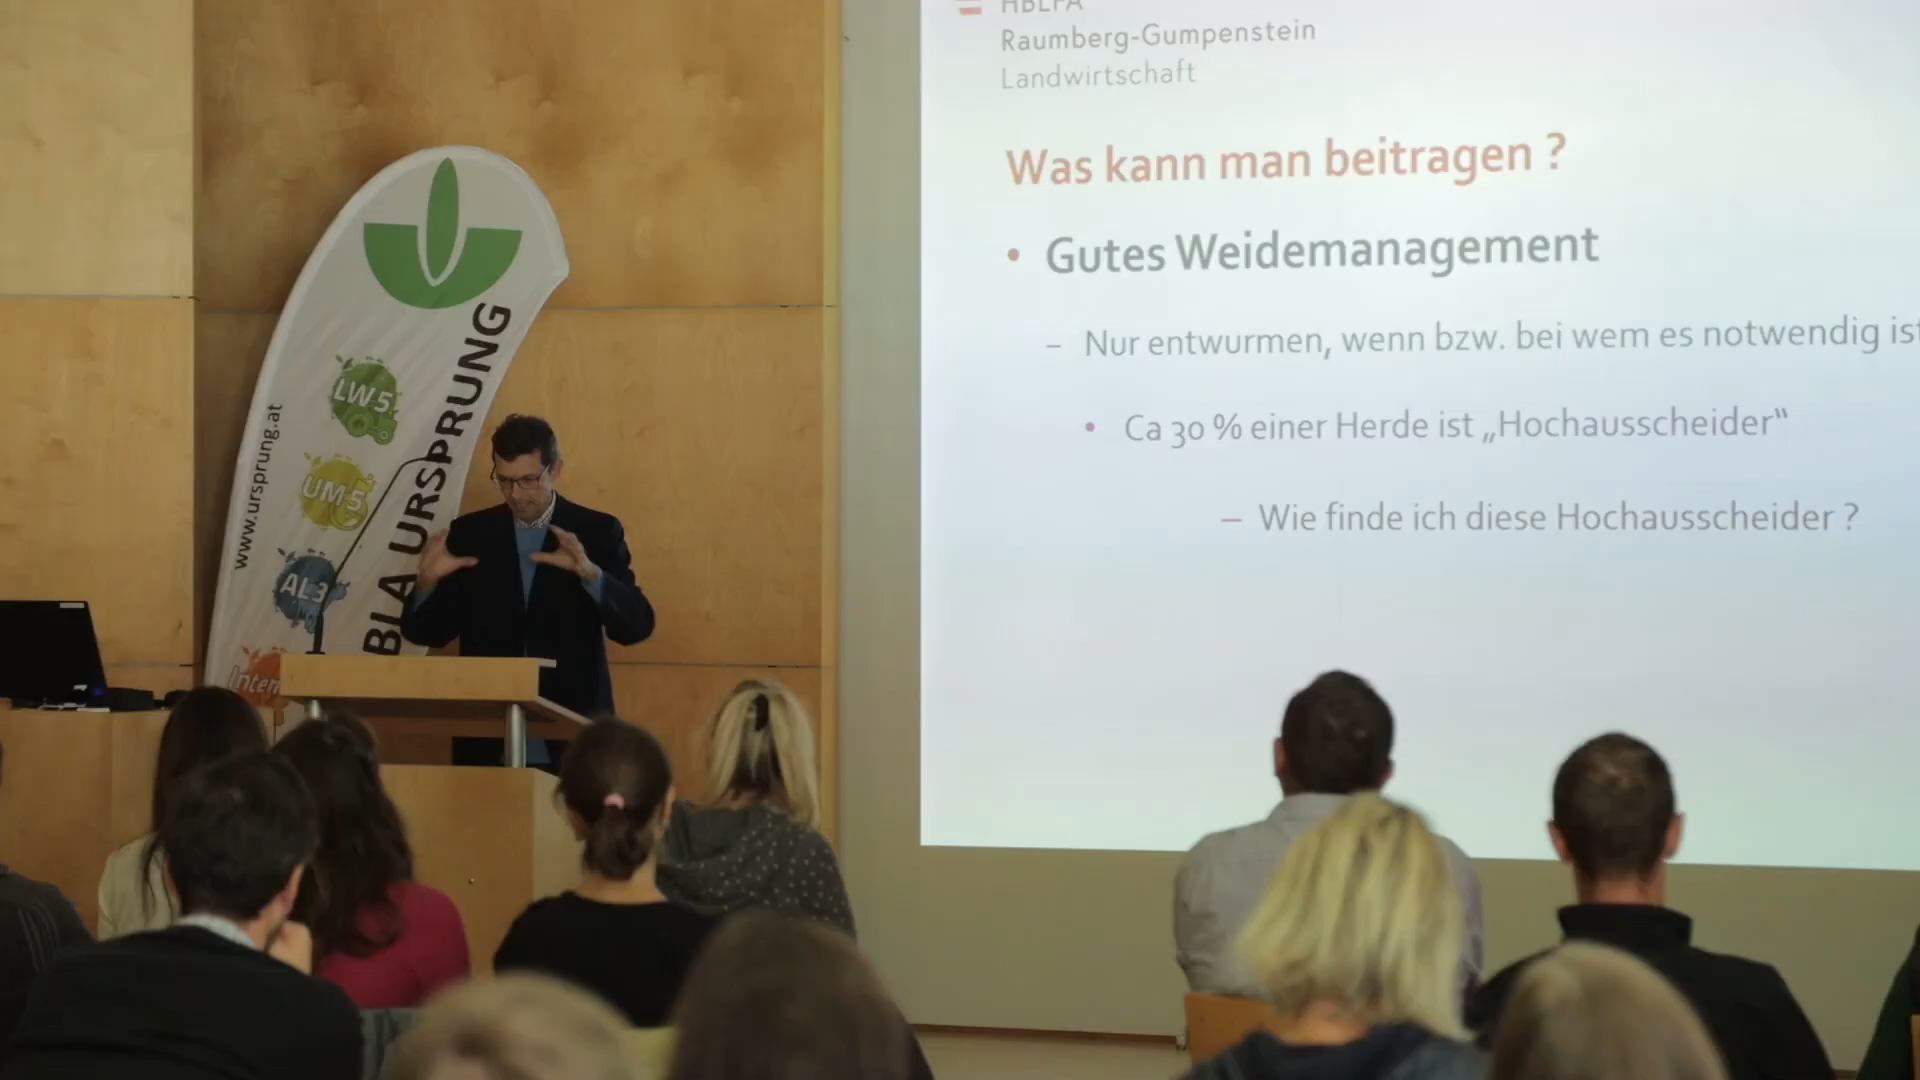 HBLFA
Raumberg-Gumpenstein
Landwirtschaft
Was kann man beitragen ?
• Gutes Weidemanagement
– Nur entwurmen, wenn bzw. bei wem es notwendig ist
• Ca 30 % einer Herde ist „Hochausscheider“
– Wie finde ich diese Hochausscheider ?
BLA URSPRUNG
www.ursprung.at
LW5
UM5
AL3
Intern